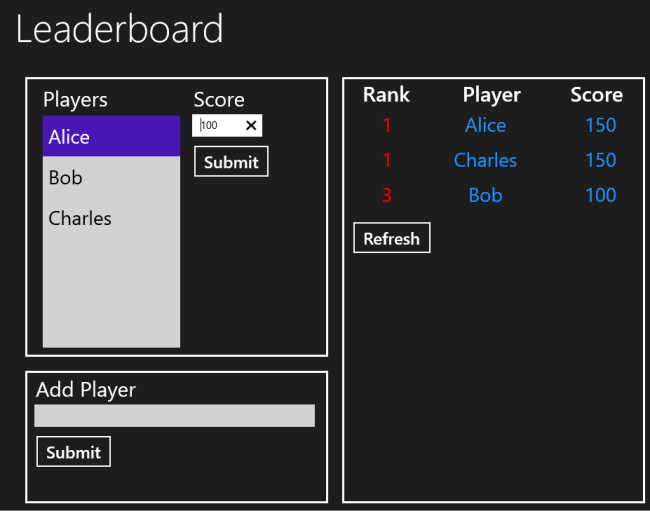 Leaderboard
Players
Score
Alice
100
Submit
Bob
Charles
Add Player
Submit
Rank Player Score
1 Alice 150
1 Charles 150
3 Bob 100
Refresh